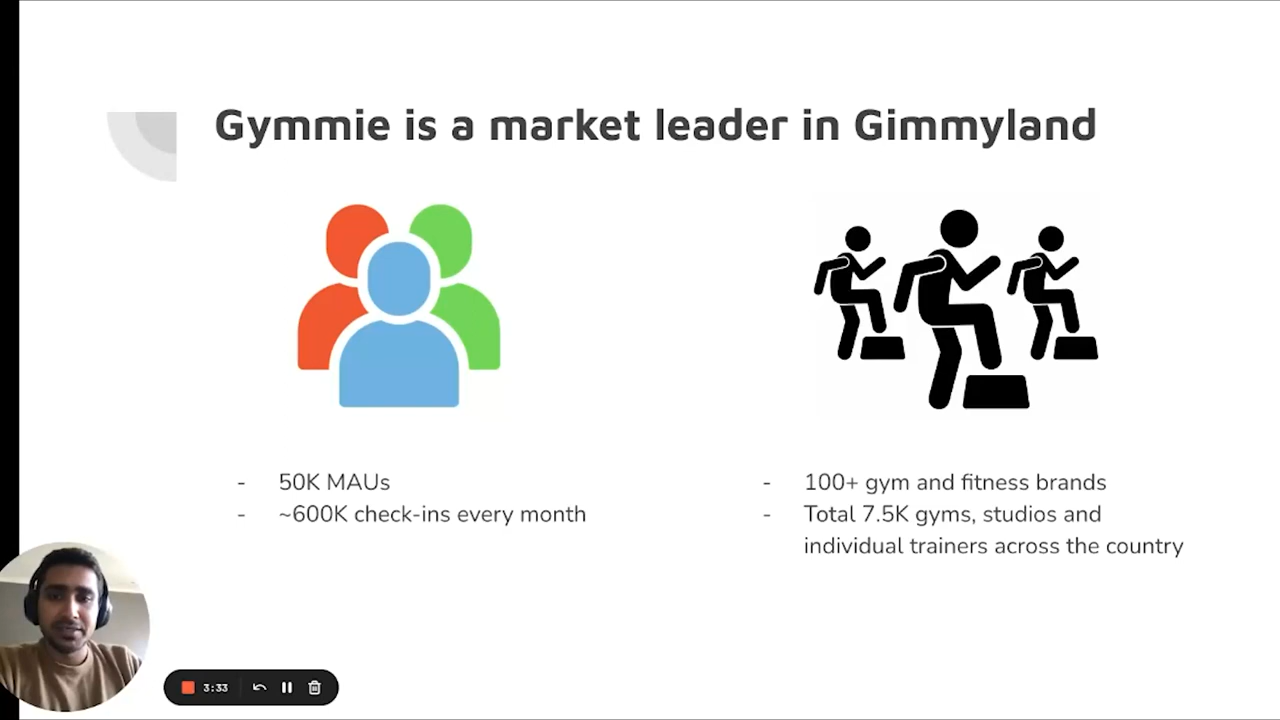 Gymmie is a market leader in Gimmyland
- 50K MAUs
- ~600K check-ins every month
- 100+ gym and fitness brands
- Total 7.5K gyms, studios and
individual trainers across the country
3:33